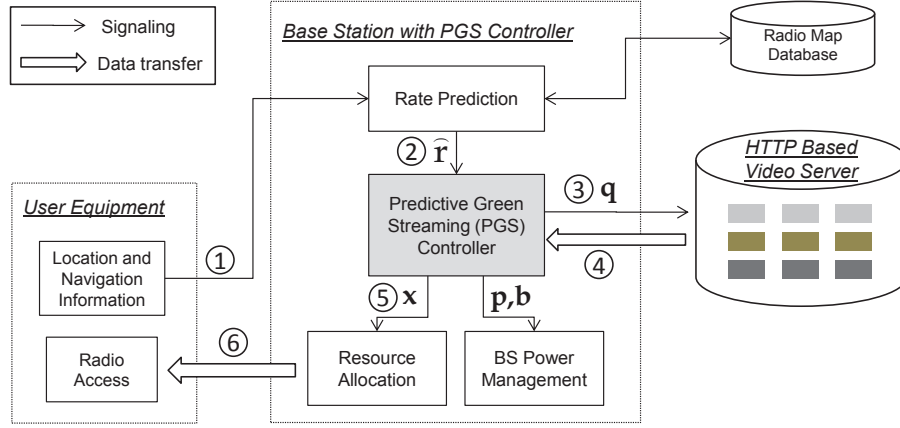 Signaling
Data transfer
Base Station with PGS Controller
Radio Map
Database
Rate Prediction
② r̂
HTTP Based
Video Server
③ q
④
Predictive Green
Streaming (PGS)
Controller
User Equipment
Location and
Navigation
Information
①
⑤ x
p,b
⑥
Radio
Access
Resource
Allocation
BS Power
Management